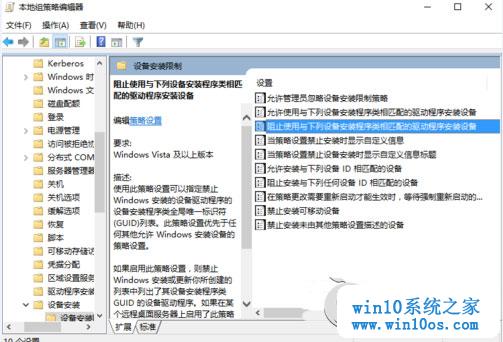 本地组策略编辑器
文件(F) 操作(A) 查看(V) 帮助(H)
Kerberos
Windows 时
Windows 文
磁盘配额
登录
电源管理
访问被拒绝协
分布式 COM
服务器管理器
关机
关机选项
缓解选项
恢复
脚本
可移动存储访
凭据分配
区域设置服务
驱动程序安装
设备安装
设备安装
设备安装限制
阻止使用与下列设备安装程序类相匹
配的驱动程序安装设备
编辑策略设置
要求:
Windows Vista 及以上版本
描述:
使用此策略设置可以指定禁止
Windows 安装的设备驱动程序的
设备安装程序类全局唯一标识符
(GUID)列表。此策略设置优先于任
何其他允许 Windows 安装设备的
策略设置。
如果启用此策略设置，则禁止
Windows 安装或更新你所创建的
列表中列出了其设备安装程序类
GUID 的设备驱动程序。如果在某
个远程桌面服务器上启用了此策略
设置
允许管理员忽略设备安装限制策略
允许使用与下列设备安装程序类相匹配的驱动程序安装设备
阻止使用与下列设备安装程序类相匹配的驱动程序安装设备
当策略设置禁止安装时显示自定义信息
当策略设置禁止设备安装时显示自定义信息标题
允许安装与下列设备 ID 相匹配的设备
阻止安装与下列任何设备 ID 相匹配的设备
在策略更改需要重新启动才能生效时，等待强制重新启动的...
禁止安装可移动设备
禁止安装未由其他策略设置描述的设备
扩展 标准
10 个设置
win10系统之家
www.win10os.com